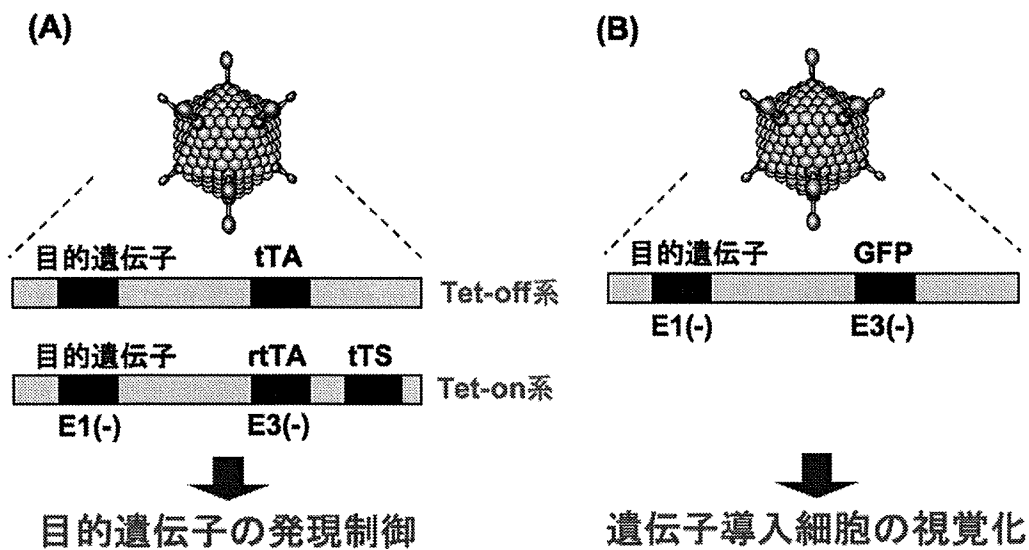 (A)
目的遺伝子 tTA
Tet-off系
目的遺伝子 rtTA tTS
Tet-on系
E1(-) E3(-)
目的遺伝子の発現制御
(B)
目的遺伝子 GFP
E1(-) E3(-)
遺伝子導入細胞の視覚化